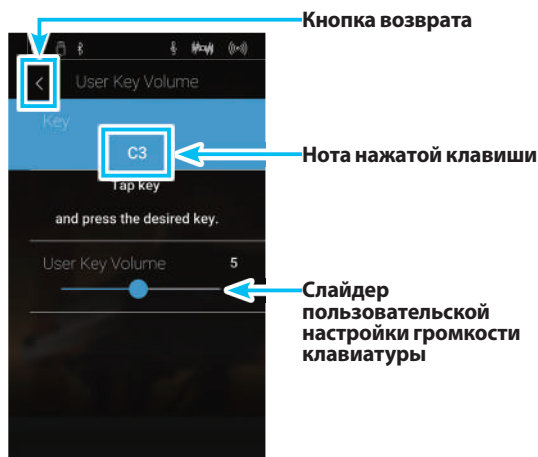 Кнопка возврата
User Key Volume
Key
C3
Нота нажатой клавиши
Tap key
and press the desired key.
User Key Volume 5
Слайдер
пользовательской
настройки громкости
клавиатуры